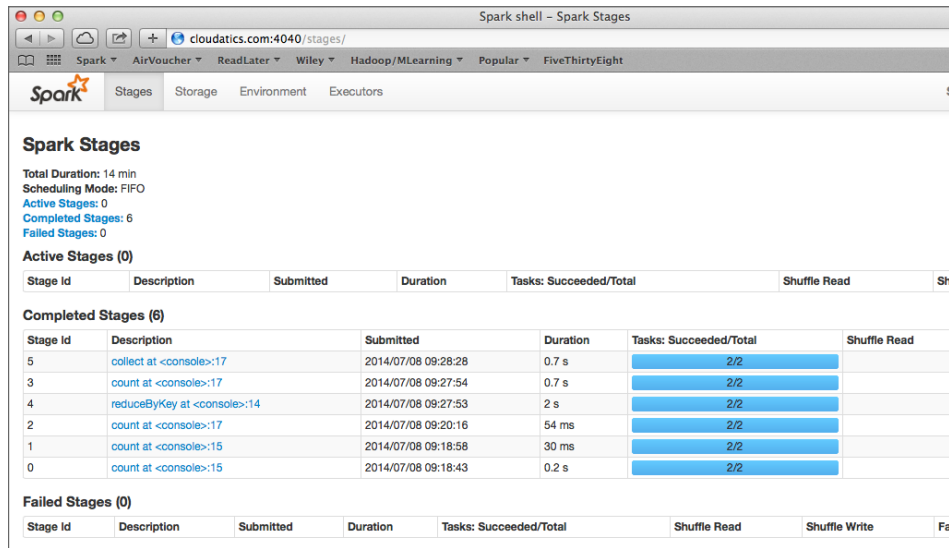 Spark shell – Spark Stages
cloudatics.com:4040/stages/
Spark AirVoucher ReadLater Wiley Hadoop/MLearning Popular FiveThirtyEight
Spark Stages Storage Environment Executors
Spark Stages
Total Duration: 14 min
Scheduling Mode: FIFO
Active Stages: 0
Completed Stages: 6
Failed Stages: 0
Active Stages (0)
Stage Id Description Submitted Duration Tasks: Succeeded/Total Shuffle Read Sh
Completed Stages (6)
Stage Id Description Submitted Duration Tasks: Succeeded/Total Shuffle Read
5 collect at <console>:17 2014/07/08 09:28:28 0.7 s 2/2
3 count at <console>:17 2014/07/08 09:27:54 0.7 s 2/2
4 reduceByKey at <console>:14 2014/07/08 09:27:53 2 s 2/2
2 count at <console>:17 2014/07/08 09:20:16 54 ms 2/2
1 count at <console>:15 2014/07/08 09:18:58 30 ms 2/2
0 count at <console>:15 2014/07/08 09:18:43 0.2 s 2/2
Failed Stages (0)
Stage Id Description Submitted Duration Tasks: Succeeded/Total Shuffle Read Shuffle Write Fa